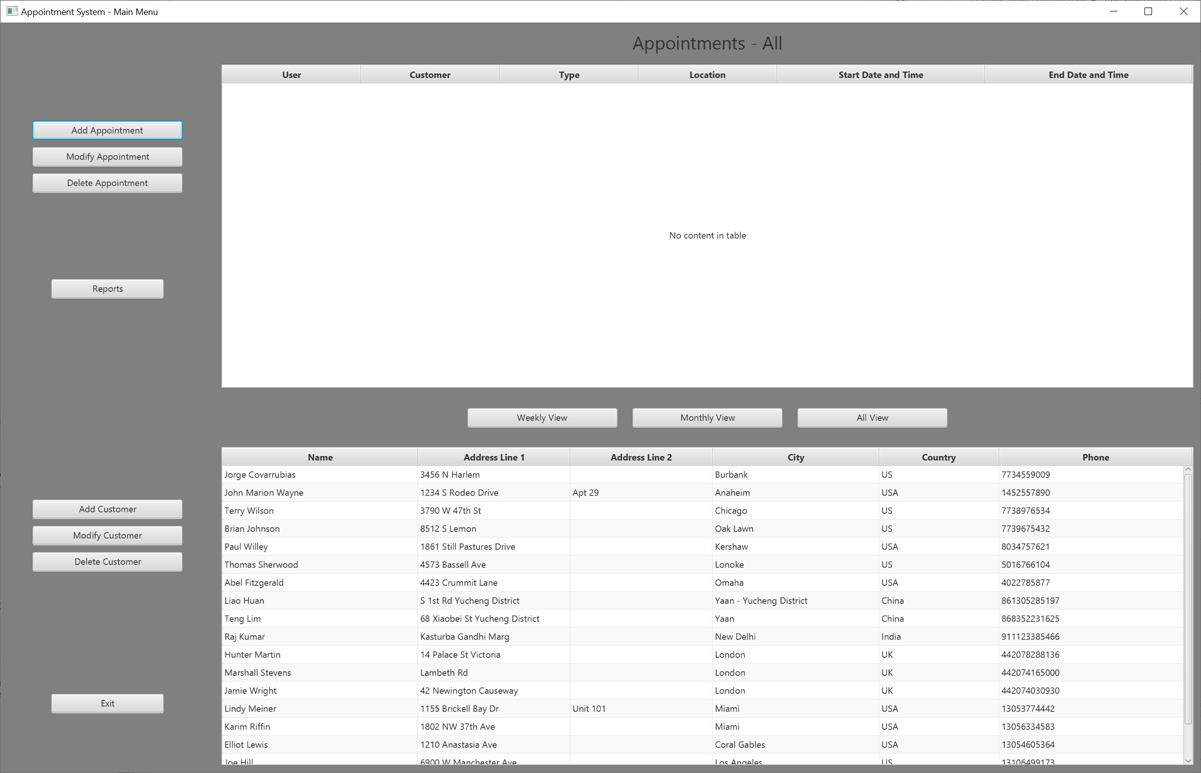 Appointment System - Main Menu
Appointments - All
User Customer Type Location Start Date and Time End Date and Time
Add Appointment
Modify Appointment
Delete Appointment
No content in table
Reports
Weekly View Monthly View All View
Name Address Line 1 Address Line 2 City Country Phone
Jorge Covarrubias 3456 N Harlem Burbank US 7734559009
John Marion Wayne 1234 S Rodeo Drive Apt 29 Anaheim USA 1452557890
Terry Wilson 3790 W 47th St Chicago US 7738976534
Brian Johnson 8512 S Lemon Oak Lawn US 7739675432
Paul Willey 1861 Still Pastures Drive Kershaw USA 8034757621
Thomas Sherwood 4573 Bassell Ave Lonoke US 5016766104
Abel Fitzgerald 4423 Crummit Lane Omaha USA 4022785877
Liao Huan S 1st Rd Yucheng District Yaan - Yucheng District China 861305285197
Teng Lim 68 Xiaobei St Yucheng District Yaan China 868352231625
Raj Kumar Kasturba Gandhi Marg New Delhi India 911123385466
Hunter Martin 14 Palace St Victoria London UK 442078288136
Marshall Stevens Lambeth Rd London UK 442074165000
Jamie Wright 42 Newington Causeway London UK 442074030930
Lindy Meiner 1155 Brickell Bay Dr Unit 101 Miami USA 13053774442
Karim Riffin 1802 NW 37th Ave Miami USA 13056334583
Elliot Lewis 1210 Anastasia Ave Coral Gables USA 13054605364
Joe Hill 6900 W Manchester Ave Los Angeles US 13106499173
Add Customer
Modify Customer
Delete Customer
Exit